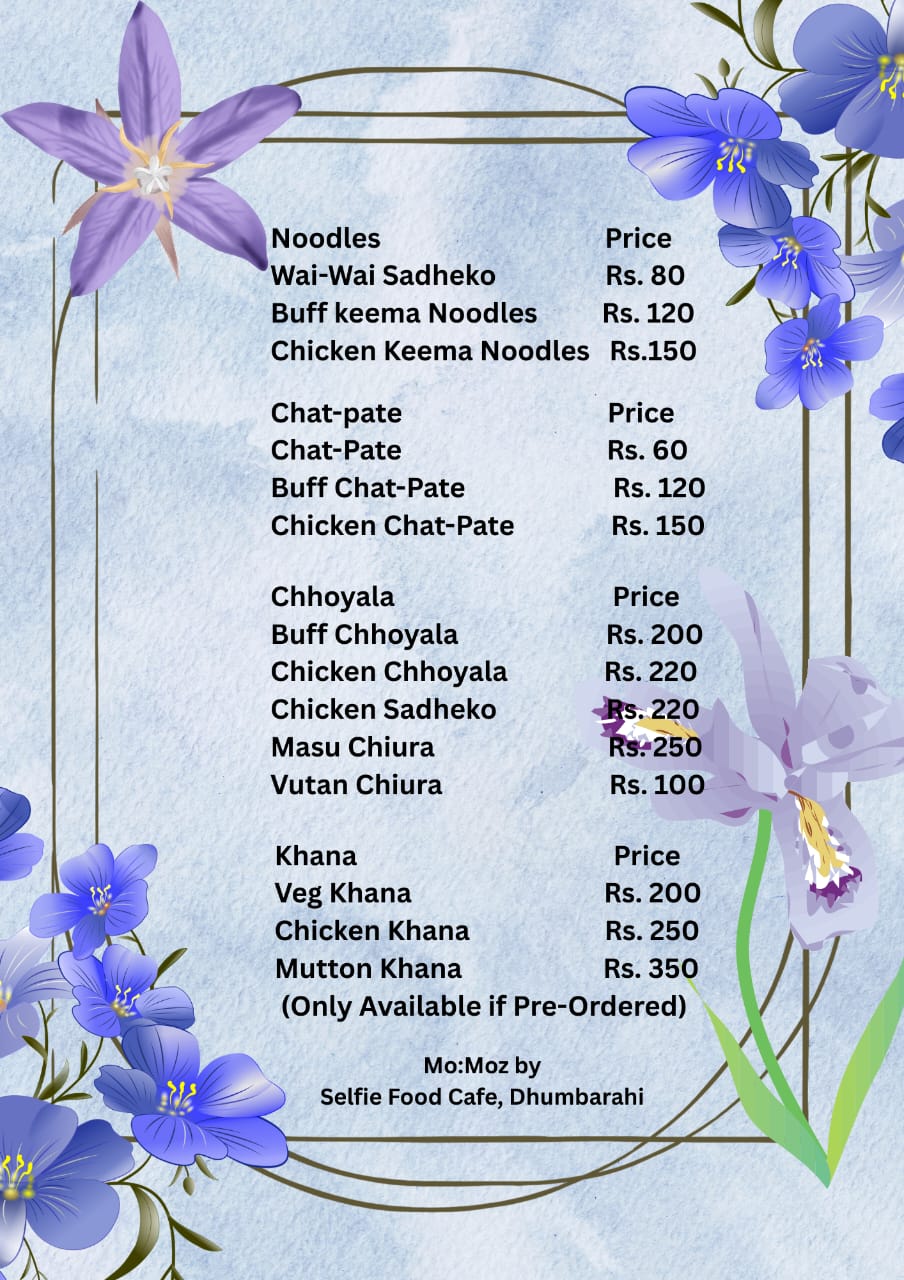 Noodles Price
Wai-Wai Sadheko Rs. 80
Buff keema Noodles Rs. 120
Chicken Keema Noodles Rs.150
Chat-pate Price
Chat-Pate Rs. 60
Buff Chat-Pate Rs. 120
Chicken Chat-Pate Rs. 150
Chhoyala Price
Buff Chhoyala Rs. 200
Chicken Chhoyala Rs. 220
Chicken Sadheko Rs. 220
Masu Chiura Rs. 250
Vutan Chiura Rs. 100
Khana Price
Veg Khana Rs. 200
Chicken Khana Rs. 250
Mutton Khana Rs. 350
(Only Available if Pre-Ordered)
Mo:Moz by
Selfie Food Cafe, Dhumbarahi